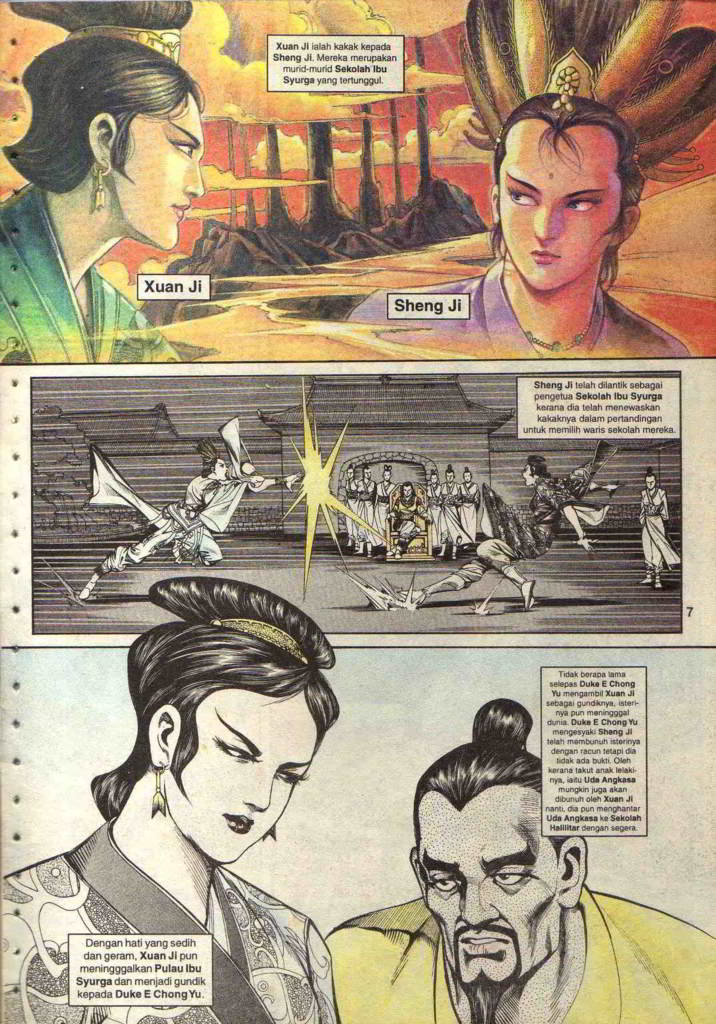 Xuan Ji ialah kakak kepada
Sheng Ji. Mereka merupakan
murid-murid Sekolah Ibu
Syurga yang tertunggul.
Xuan Ji
Sheng Ji
Sheng Ji telah dilantik sebagai
pengetua Sekolah Ibu Syurga
kerana dia telah menewaskan
kakaknya dalam pertandingan
untuk memilih waris sekolah mereka.
7
Tidak berapa lama
selepas Duke E Chong
Yu mengambil Xuan Ji
sebagai gundiknya, isteri-
nya pun meningggal
dunia. Duke E Chong Yu
mengesyaki Sheng Ji
telah membunuh isterinya
dengan racun tetapi dia
tidak ada bukti. Oleh
kerana takut anak lelaki-
nya, iaitu Uda Angkasa
mungkin juga akan
dibunuh oleh Xuan Ji
nanti, dia pun menghantar
Uda Angkasa ke Sekolah
Halilitar dengan segera.
Dengan hati yang sedih
dan geram, Xuan Ji pun
meningggalkan Pulau Ibu
Syurga dan menjadi gundik
kepada Duke E Chong Yu.